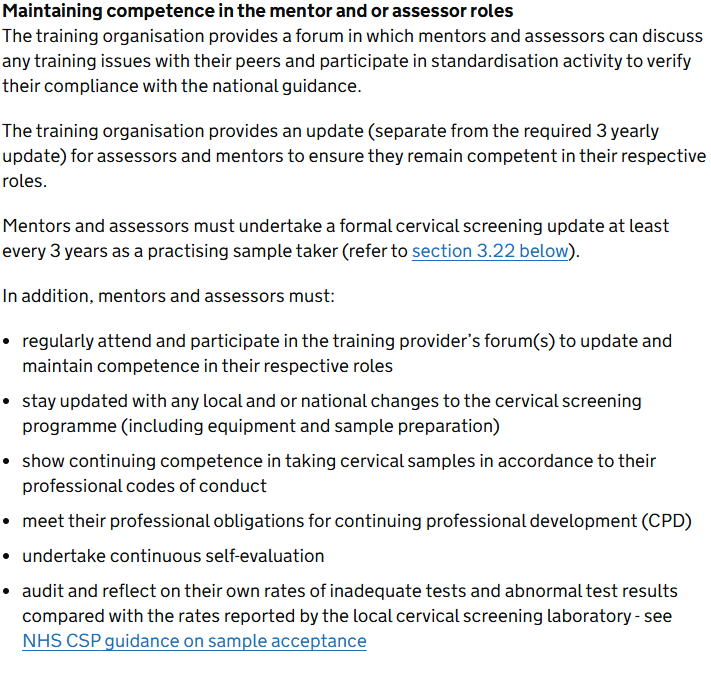 Maintaining competence in the mentor and or assessor roles
The training organisation provides a forum in which mentors and assessors can discuss
any training issues with their peers and participate in standardisation activity to verify
their compliance with the national guidance.
The training organisation provides an update (separate from the required 3 yearly
update) for assessors and mentors to ensure they remain competent in their respective
roles.
Mentors and assessors must undertake a formal cervical screening update at least
every 3 years as a practising sample taker (refer to section 3.22 below).
In addition, mentors and assessors must:
• regularly attend and participate in the training provider’s forum(s) to update and
maintain competence in their respective roles
• stay updated with any local and or national changes to the cervical screening
programme (including equipment and sample preparation)
• show continuing competence in taking cervical samples in accordance to their
professional codes of conduct
• meet their professional obligations for continuing professional development (CPD)
• undertake continuous self-evaluation
• audit and reflect on their own rates of inadequate tests and abnormal test results
compared with the rates reported by the local cervical screening laboratory - see
NHS CSP guidance on sample acceptance